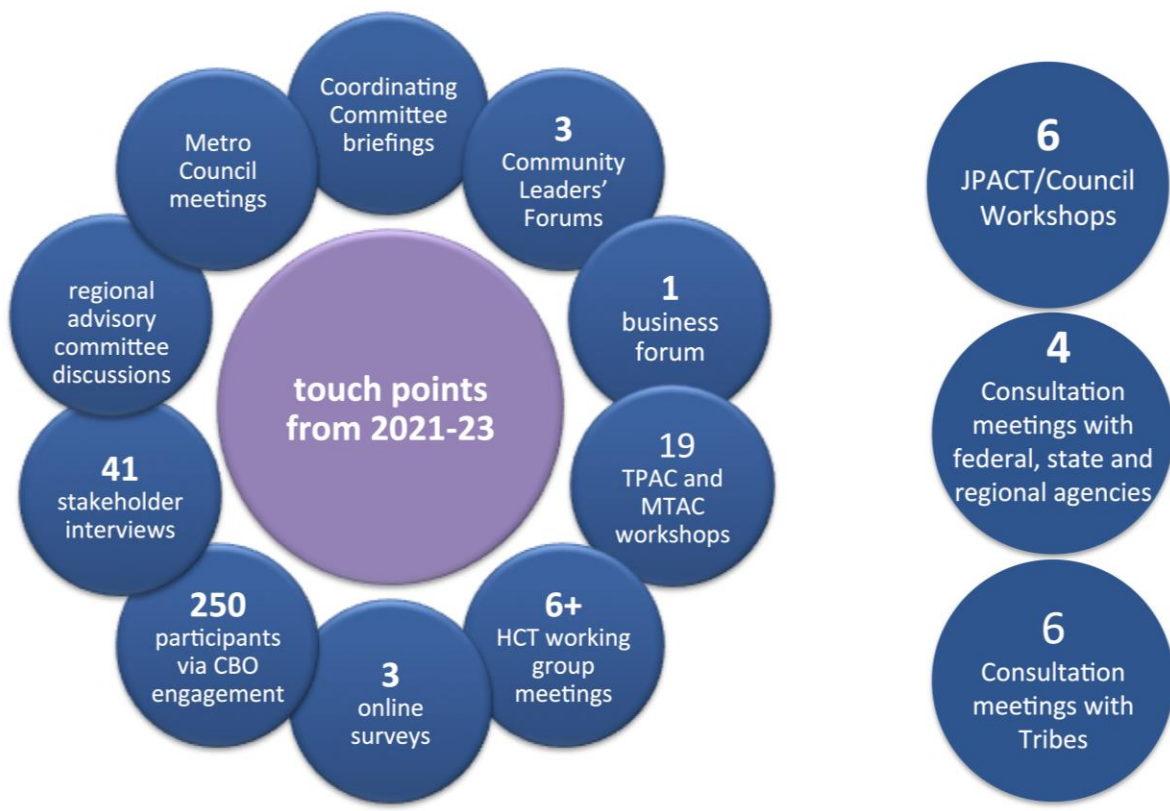 touch points
from 2021-23
Coordinating
Committee
briefings
3
Community
Leaders’
Forums
1
business
forum
19
TPAC and
MTAC
workshops
6+
HCT working
group
meetings
3
online
surveys
250
participants
via CBO
engagement
41
stakeholder
interviews
regional
advisory
committee
discussions
Metro
Council
meetings
6
JPACT/Council
Workshops
4
Consultation
meetings with
federal, state and
regional agencies
6
Consultation
meetings with
Tribes